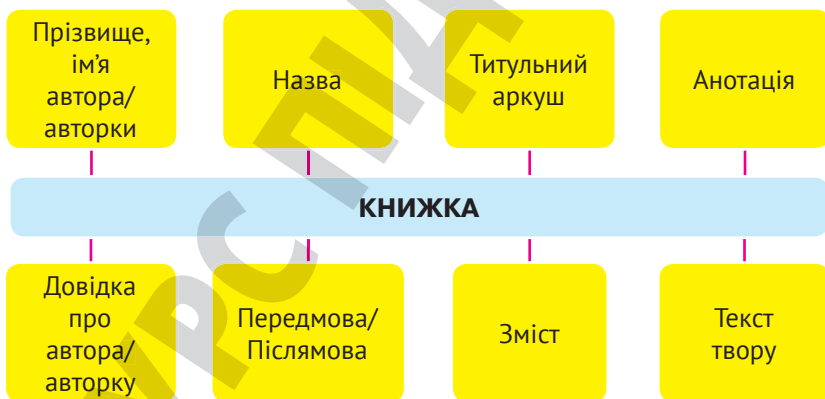 Прізвище,
ім’я
автора/
авторки
Назва
Титульний
аркуш
Анотація
КНИЖКА
Довідка
про
автора/
авторку
Передмова/
Післямова
Зміст
Текст
твору